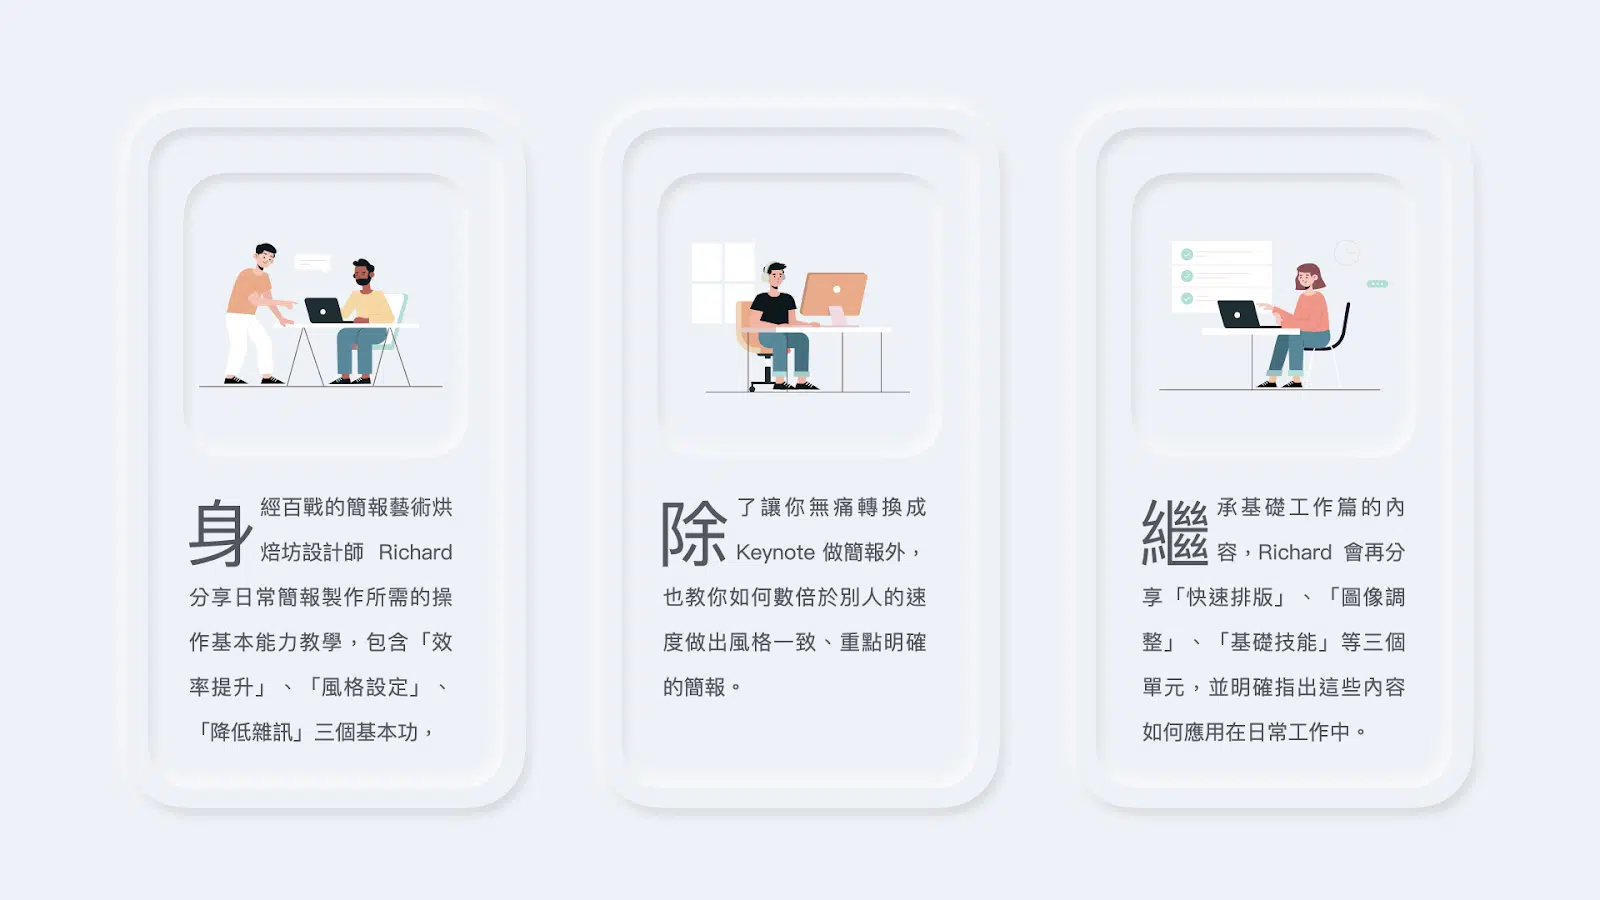 身經百戰的簡報藝術烘
焙坊設計師 Richard
分享日常簡報製作所需的操
作基本能力教學，包含「效
率提升」、「風格設定」、
「降低雜訊」三個基本功，
除了讓你無痛轉換成
Keynote 做簡報外，
也教你如何數倍於別人的速
度做出風格一致、重點明確
的簡報。
繼承基礎工作篇的內
容，Richard 會再分
享「快速排版」、「圖像調
整」、「基礎技能」等三個
單元，並明確指出這些內容
如何應用在日常工作中。